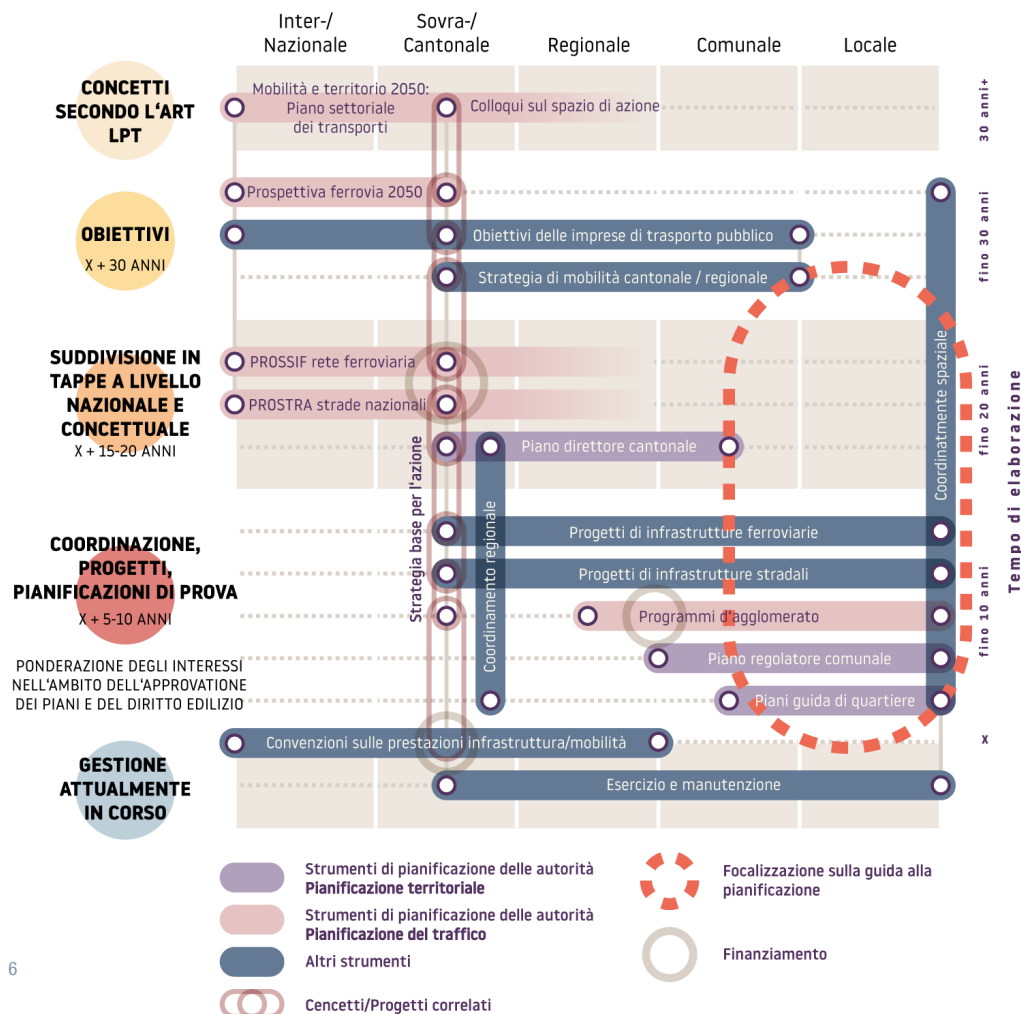 Inter-/
Nazionale
Sovra-/
Cantonale
Regionale
Comunale
Locale
CONCETTI
SECONDO L'ART
LPT
Mobilità e territorio 2050:
Piano settoriale
dei transporti
Colloqui sul spazio di azione
30 anni+
Prospettiva ferrovia 2050
OBIETTIVI
X + 30 ANNI
Obiettivi delle imprese di trasporto pubblico
Strategia di mobilità cantonale / regionale
fino 30 anni
SUDDIVISIONE IN
TAPPE A LIVELLO
NAZIONALE E
CONCETTUALE
X + 15-20 ANNI
PROSSIF rete ferroviaria
PROSTRA strade nazionali
Piano direttore cantonale
Coordinatmente spaziale
fino 20 anni
Tempo di elaborazione
Strategia base per l'azione
Coordinamento regionale
COORDINAZIONE,
PROGETTI,
PIANIFICAZIONI DI PROVA
X + 5-10 ANNI
Progetti di infrastrutture ferroviarie
Progetti di infrastrutture stradali
Programmi d'agglomerato
fino 10 anni
PONDERAZIONE DEGLI INTERESSI
NELL'AMBITO DELL'APPROVATIONE
DEI PIANI E DEL DIRITTO EDILIZIO
Piano regolatore comunale
Piani guida di quartiere
Convenzioni sulle prestazioni infrastruttura/mobilità
X
GESTIONE
ATTUALMENTE
IN CORSO
Esercizio e manutenzione
Strumenti di pianificazione delle autorità
Pianificazione territoriale
Strumenti di pianificazione delle autorità
Pianificazione del traffico
Altri strumenti
Cencetti/Progetti correlati
Focalizzazione sulla guida alla
pianificazione
Finanziamento
6